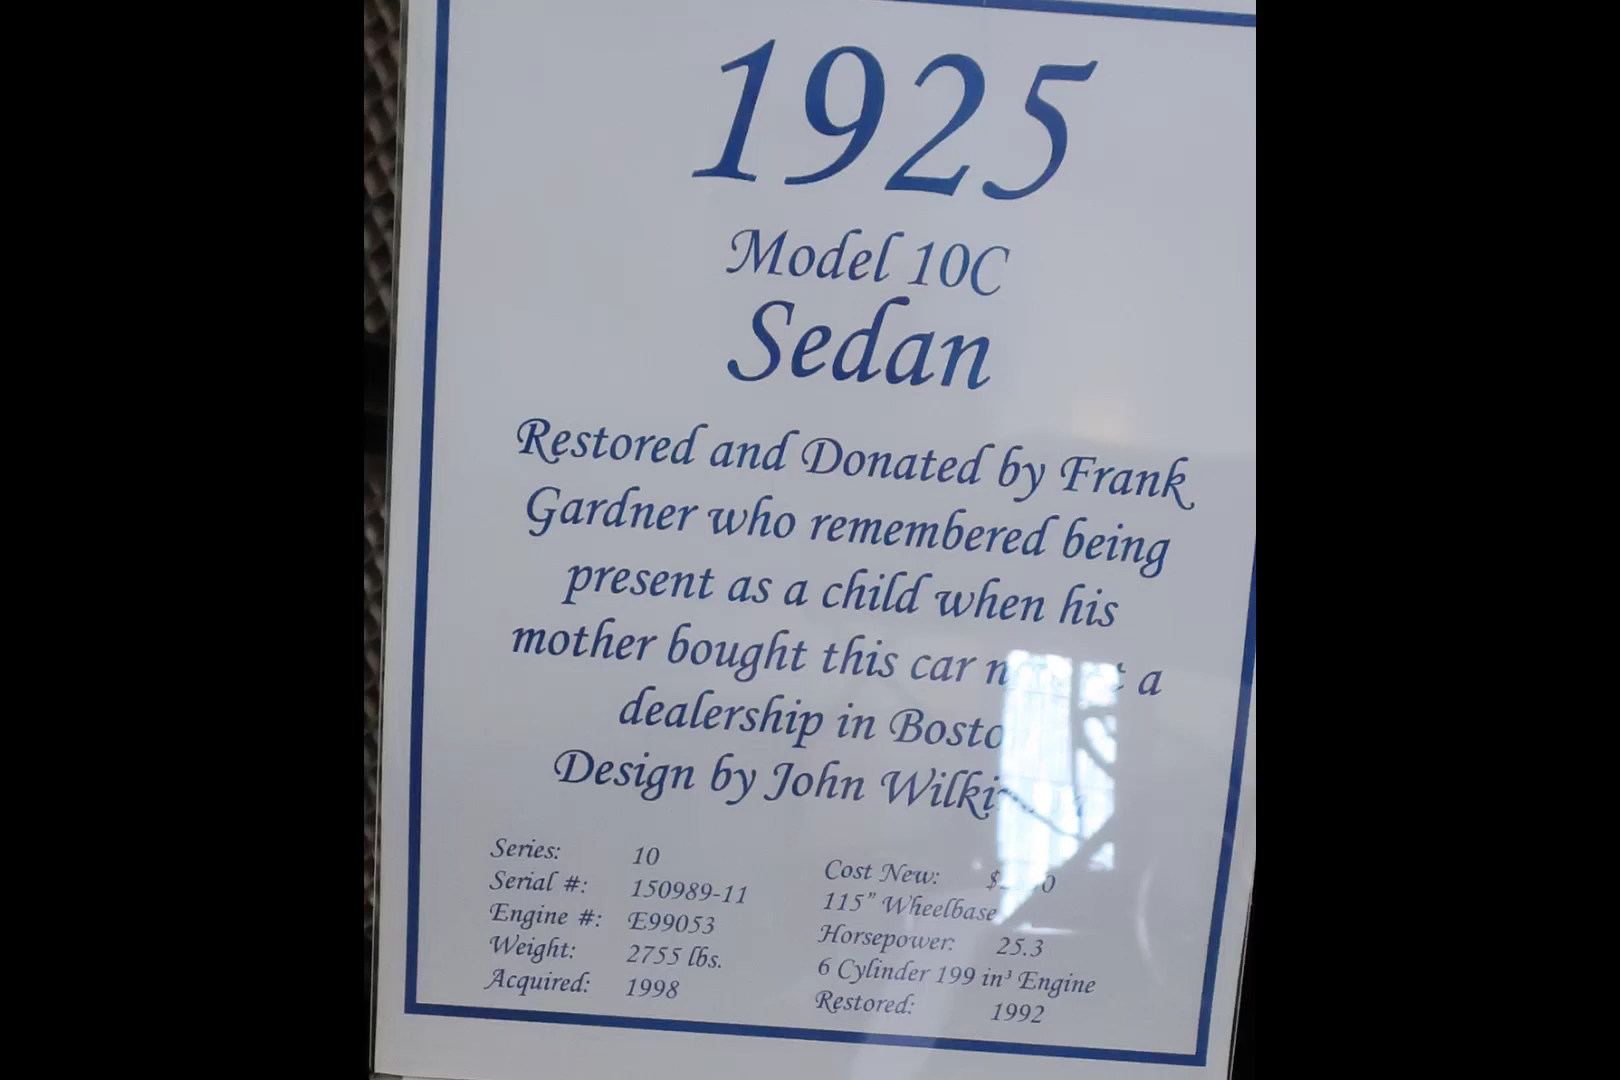 1925
Model 10C
Sedan
Restored and Donated by Frank
Gardner who remembered being
present as a child when his
mother bought this car a
dealership in
Design by John
Series: 10
Serial #: 150989-11
Engine #: E99053
Weight: 2755 lbs.
Acquired: 1998
Cost New:
115” Wheelbase
Horsepower: 25.3
6 Cylinder 199 in³ Engine
Restored: 1992